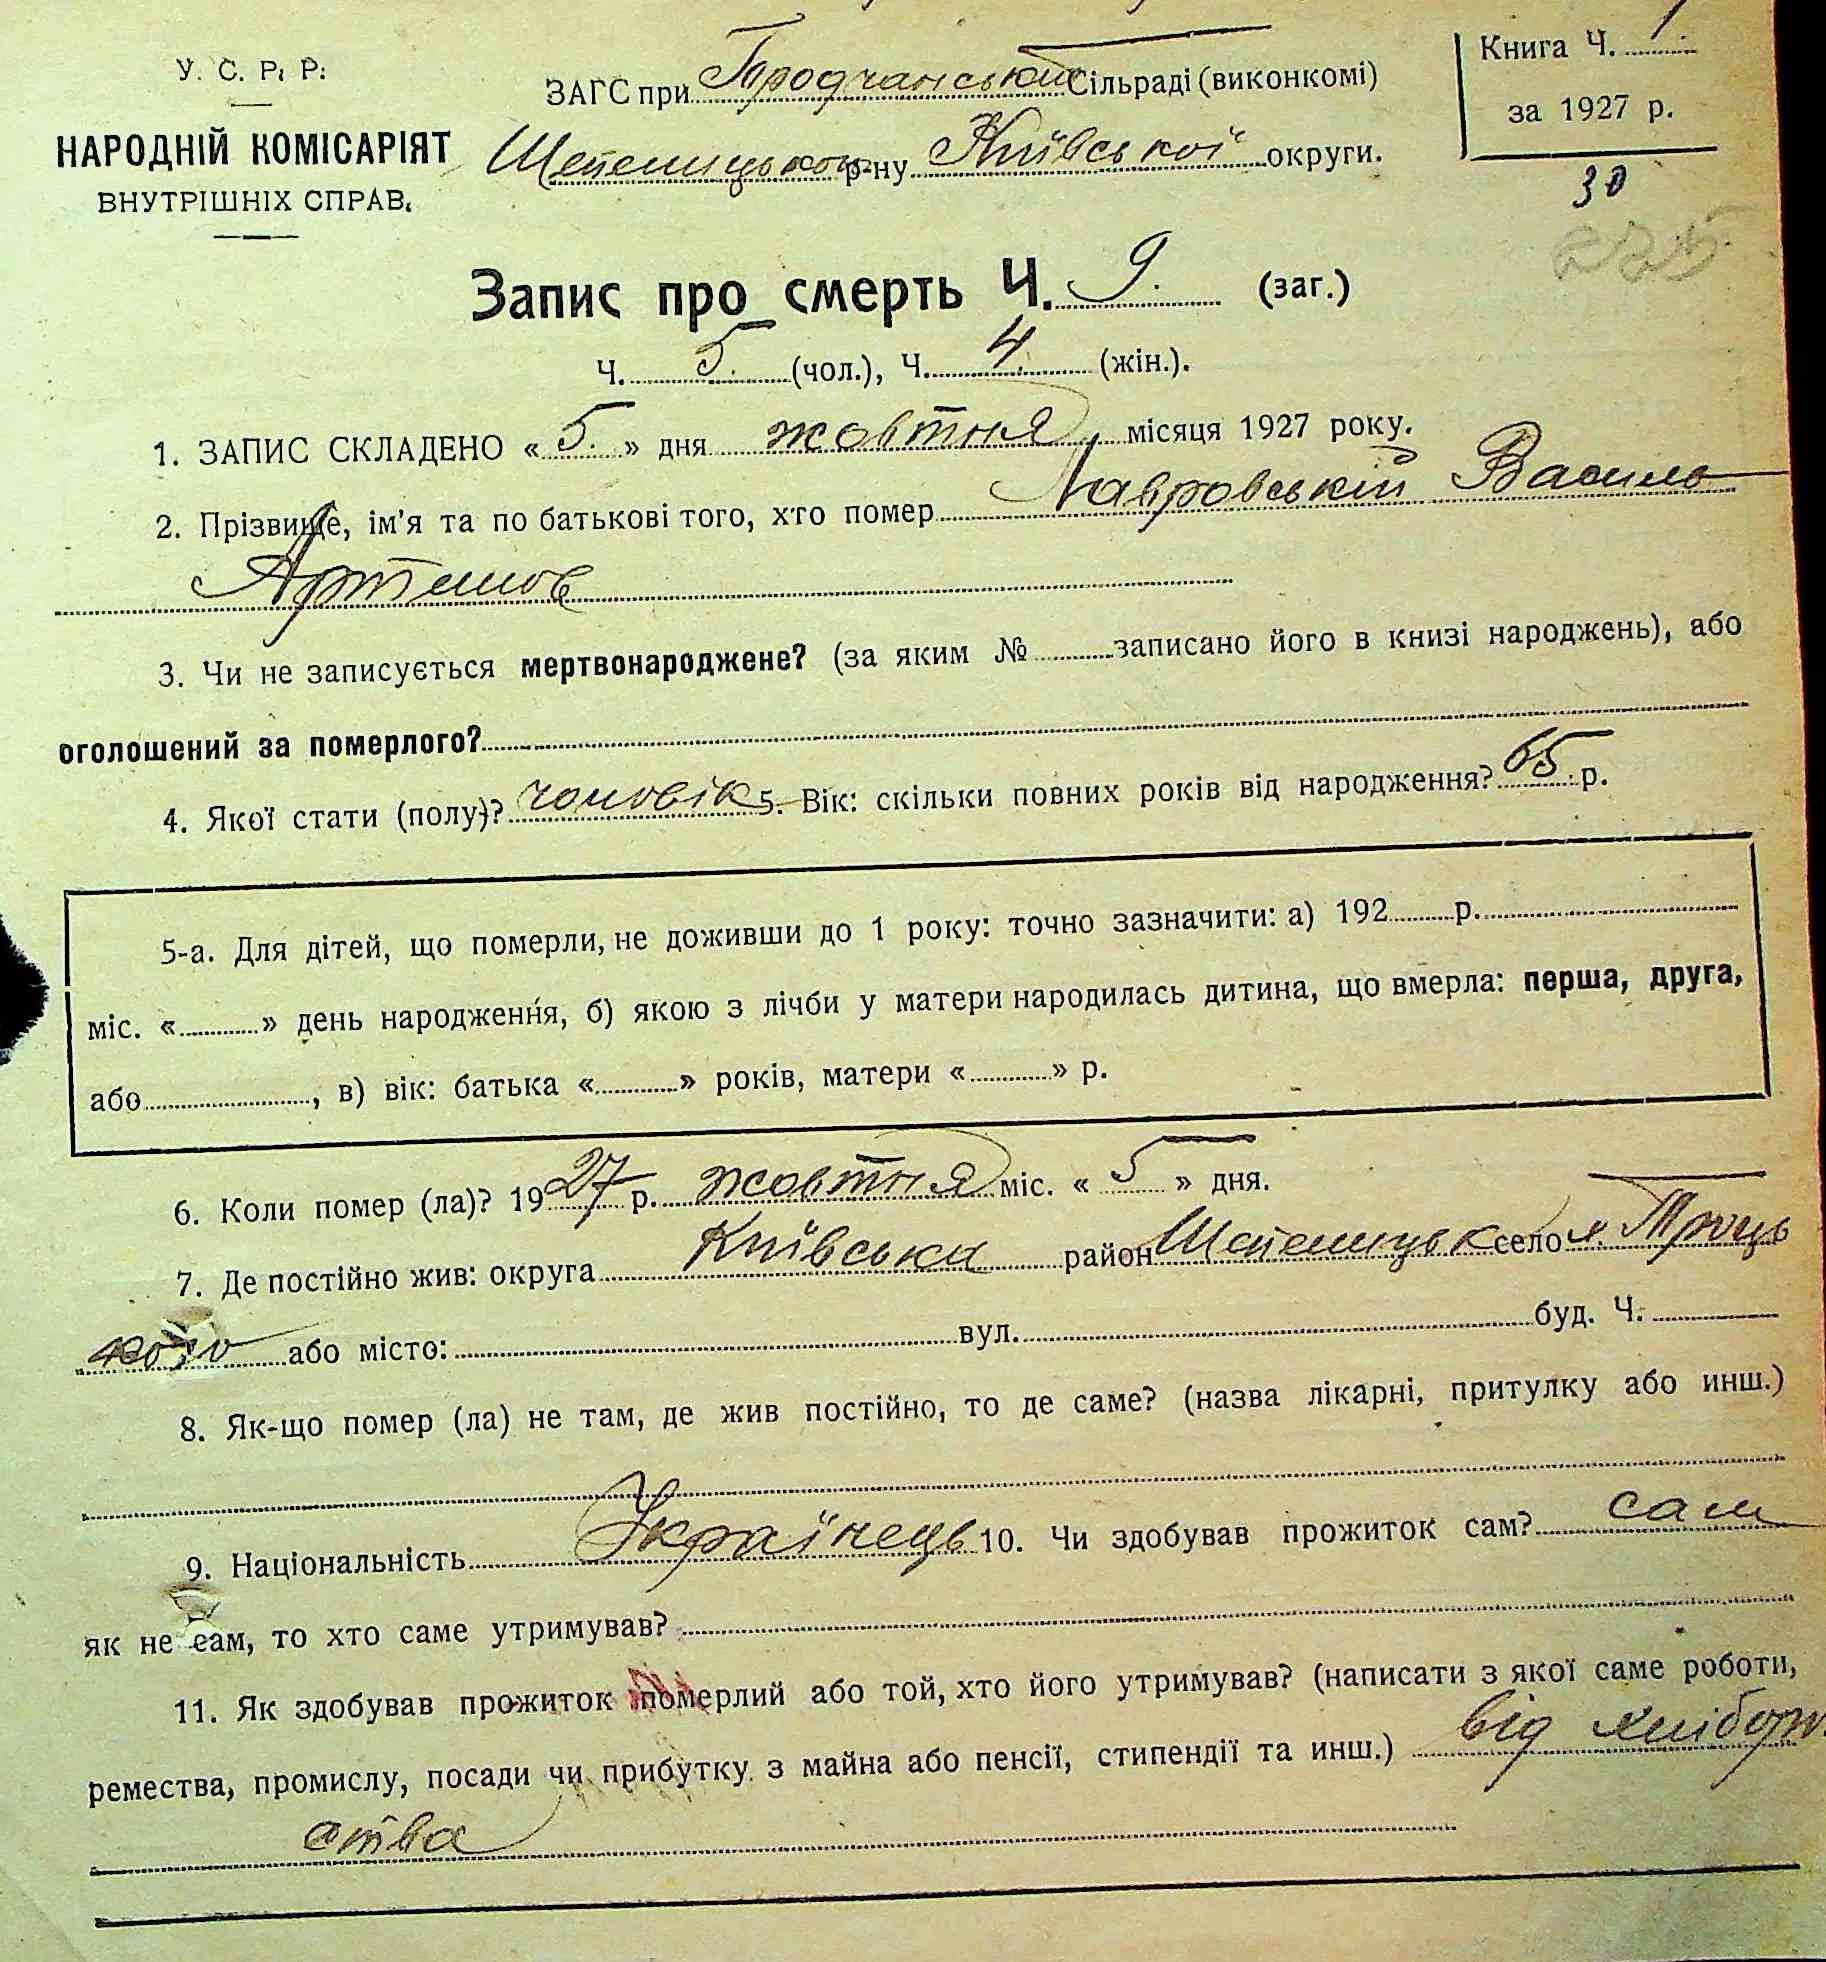 У. С. Р. Р.
НАРОДНІЙ КОМІСАРІЯТ
ВНУТРІШНІХ СПРАВ.
ЗАГС при Городчанський Сільраді (виконкомі)
Шепелицького р-ну Київської округи.
Книга Ч. 1.
за 1927 р.
30
225
Запис про смерть Ч. 9. (заг.)
Ч. 5. (чол.), Ч. 4. (жін.).
1. ЗАПИС СКЛАДЕНО « 5. » дня жовтня місяця 1927 року.
2. Прізвище, ім'я та по батькові того, хто помер Лавровській Василь
Артемов
3. Чи не записується мертвонароджене? (за яким № записано його в книзі народжень), або
оголошений за померлого?
4. Якої стати (полу)? чоловік 5. Вік: скільки повних років від народження? 65 р.
5-а. Для дітей, що померли, не доживши до 1 року: точно зазначити: а) 192 р.
міс. « » день народження, б) якою з лічби у матери народилась дитина, що вмерла: перша, друга,
або , в) вік: батька « » років, матери « » р.
6. Коли помер (ла)? 1927 р. жовтня міс. « 5 » дня.
7. Де постійно жив: округа Київська район Шепелицьк село
або місто: вул. буд. Ч.
8. Як-що помер (ла) не там, де жив постійно, то де саме? (назва лікарні, притулку або инш.)
9. Національність Українець 10. Чи здобував прожиток сам? сам
як не сам, то хто саме утримував?
11. Як здобував прожиток померлий або той, хто його утримував? (написати з якої саме роботи,
ремества, промислу, посади чи прибутку з майна або пенсії, стипендії та инш.) від хлібороб
ства